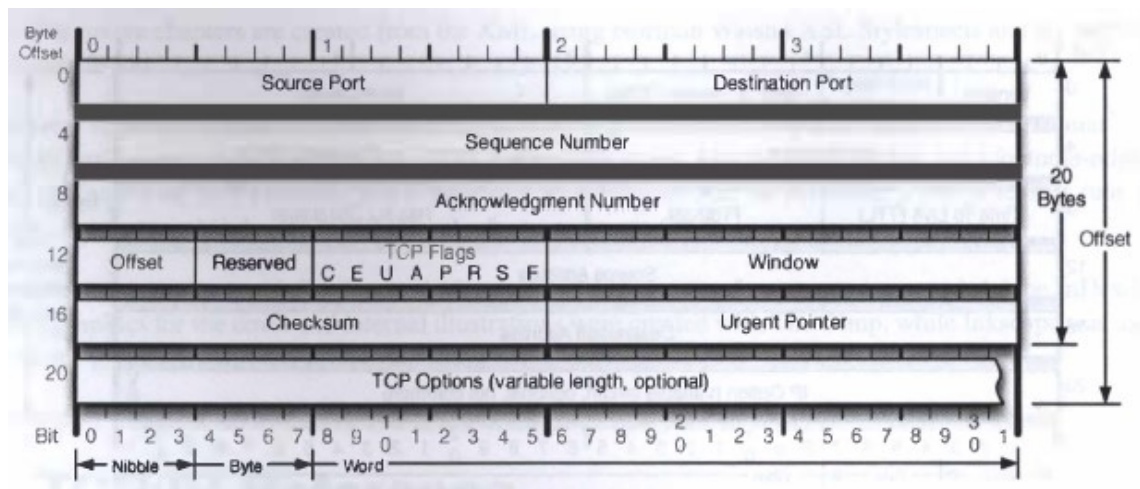 Byte Offset 0 1 2 3
0 Source Port Destination Port
4 Sequence Number
8 Acknowledgment Number
20 Bytes
Offset
12 Offset Reserved TCP Flags Window
C E U A P R S F
16 Checksum Urgent Pointer
20 TCP Options (variable length, optional)
Bit 0 1 2 3 4 5 6 7 8 9 10 1 2 3 4 5 6 7 8 9 20 1 2 3 4 5 6 7 8 9 30 1
Nibble Byte Word